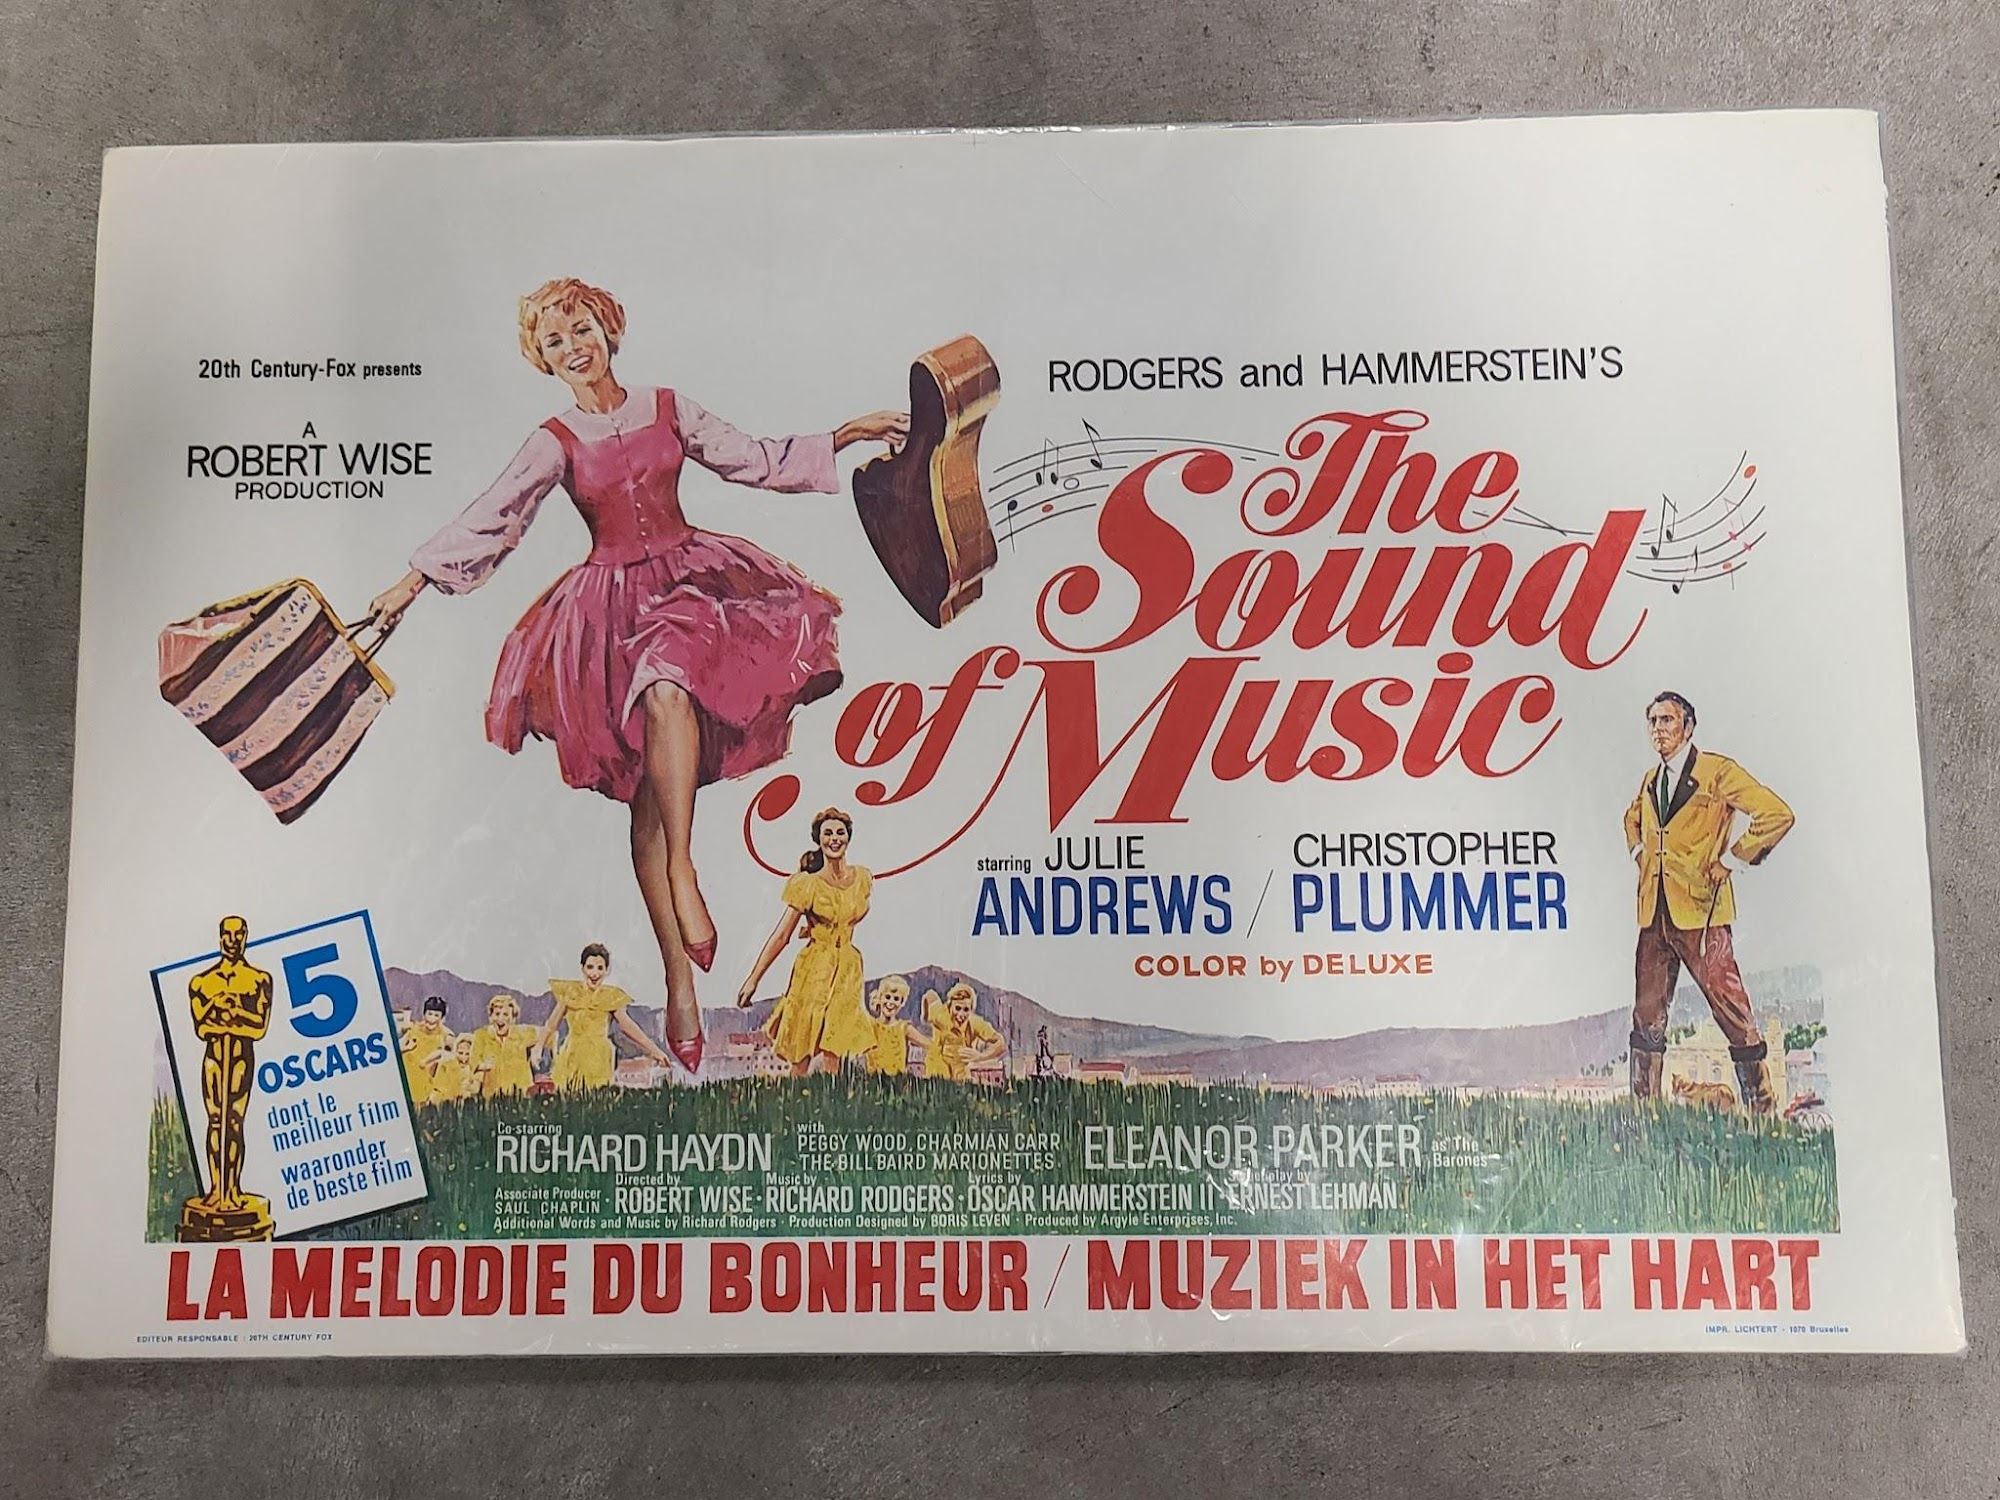 20th Century-Fox presents
A
ROBERT WISE
PRODUCTION
RODGERS and HAMMERSTEIN'S
The
Sound
of Music
starring JULIE ANDREWS / CHRISTOPHER PLUMMER
COLOR by DELUXE
5
OSCARS
dont le
meilleur film
waaronder
de beste film
Co-starring
RICHARD HAYDN
with
PEGGY WOOD, CHARMIAN CARR
THE BILL BAIRD MARIONETTES
ELEANOR PARKER as The Baroness
Associate Producer
SAUL CHAPLIN
Directed by
ROBERT WISE
Music by
RICHARD RODGERS
Lyrics by
OSCAR HAMMERSTEIN II
Screenplay by
ERNEST LEHMAN
Additional Words and Music by Richard Rodgers · Production Designed by BORIS LEVEN · Produced by Argyle Enterprises, Inc.
LA MELODIE DU BONHEUR / MUZIEK IN HET HART
EDITEUR RESPONSABLE : 20TH CENTURY FOX
IMPR. LICHTERT - 1070 Bruxelles